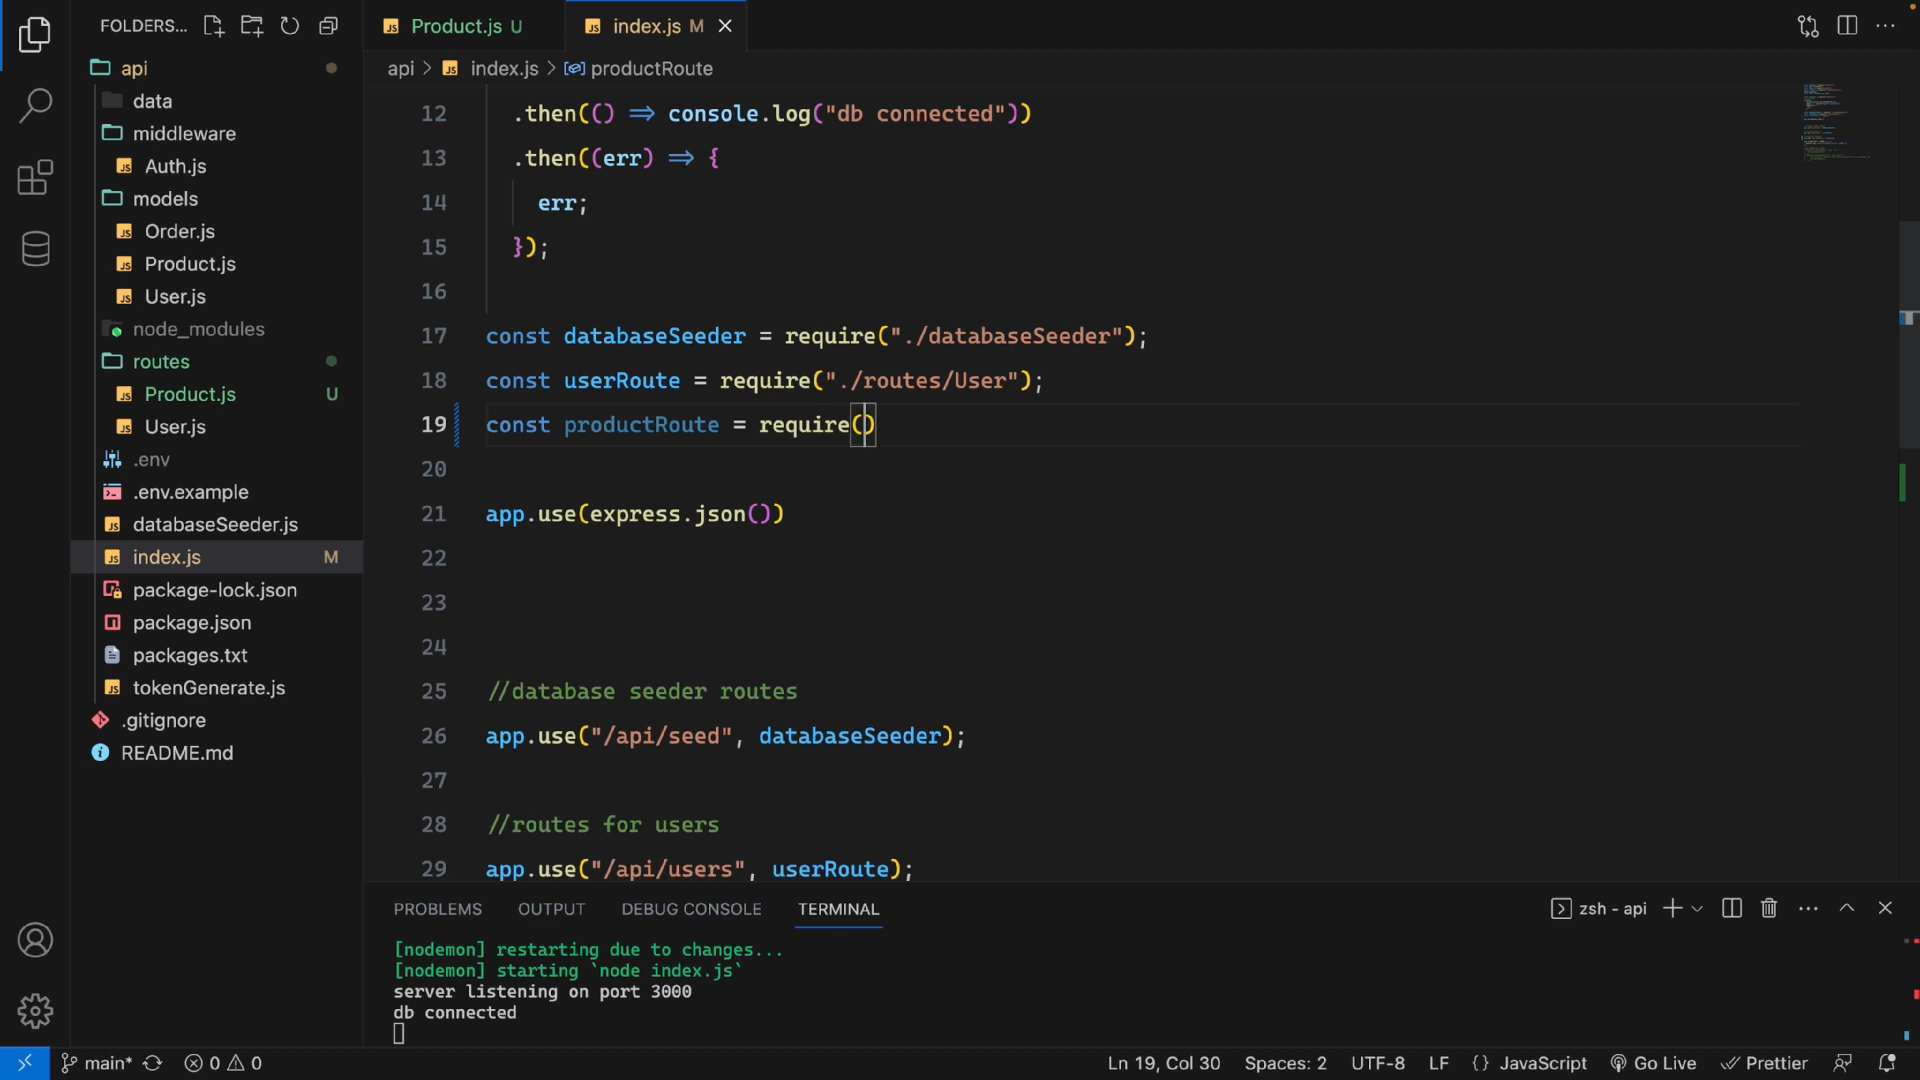 FOLDERS...
api
data
middleware
Auth.js
models
Order.js
Product.js
User.js
node_modules
routes
Product.js U
User.js
.env
.env.example
databaseSeeder.js
index.js M
package-lock.json
package.json
packages.txt
tokenGenerate.js
.gitignore
README.md
Product.js U
index.js M
api > index.js > productRoute
12 .then(() => console.log("db connected"))
13 .then((err) => {
14 err;
15 });
16
17 const databaseSeeder = require("./databaseSeeder");
18 const userRoute = require("./routes/User");
19 const productRoute = require()
20
21 app.use(express.json())
22
23
24
25 //database seeder routes
26 app.use("/api/seed", databaseSeeder);
27
28 //routes for users
29 app.use("/api/users", userRoute);
PROBLEMS OUTPUT DEBUG CONSOLE TERMINAL
zsh - api
[nodemon] restarting due to changes...
[nodemon] starting `node index.js`
server listening on port 3000
db connected
main* 0 0 Ln 19, Col 30 Spaces: 2 UTF-8 LF {} JavaScript Go Live Prettier